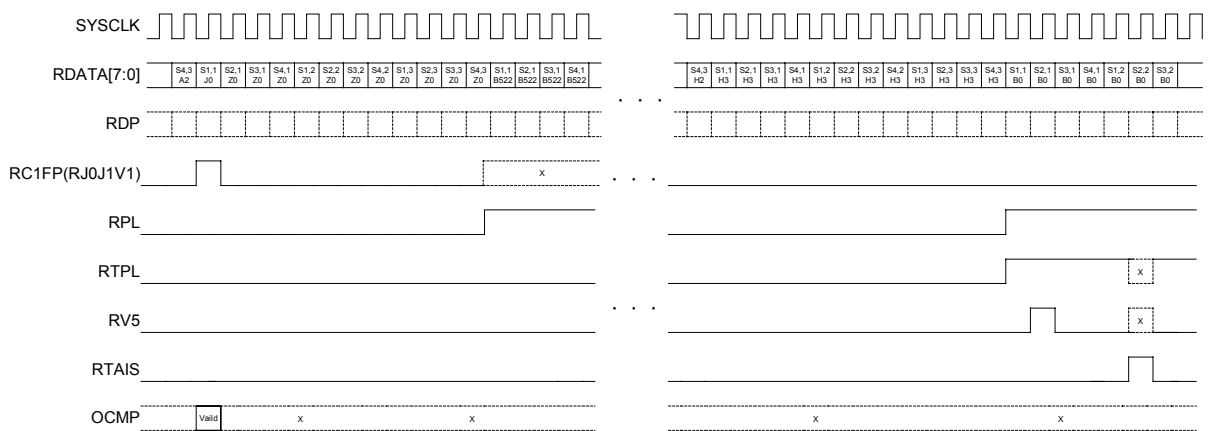 SYSCLK
RDATA[7:0]
S4,3 S1,1 S2,1 S3,1 S4,1 S1,2 S2,2 S3,2 S4,2 S1,3 S2,3 S3,3 S4,3 S1,1 S2,1 S3,1 S4,1
A2 J0 Z0 Z0 Z0 Z0 Z0 Z0 Z0 Z0 Z0 Z0 Z0 B522 B522 B522 B522
S4,3 S1,1 S2,1 S3,1 S4,1 S1,2 S2,2 S3,2 S4,2 S1,3 S2,3 S3,3 S4,3 S1,1 S2,1 S3,1 S4,1 S1,2 S2,2 S3,2
H2 H3 H3 H3 H3 H3 H3 H3 H3 H3 H3 H3 H3 B0 B0 B0 B0 B0 B0 B0
. . .
RDP
RC1FP(RJ0J1V1)
X
. . .
RPL
RTPL
X
. . .
RV5
X
RTAIS
OCMP
Vaild X X X X